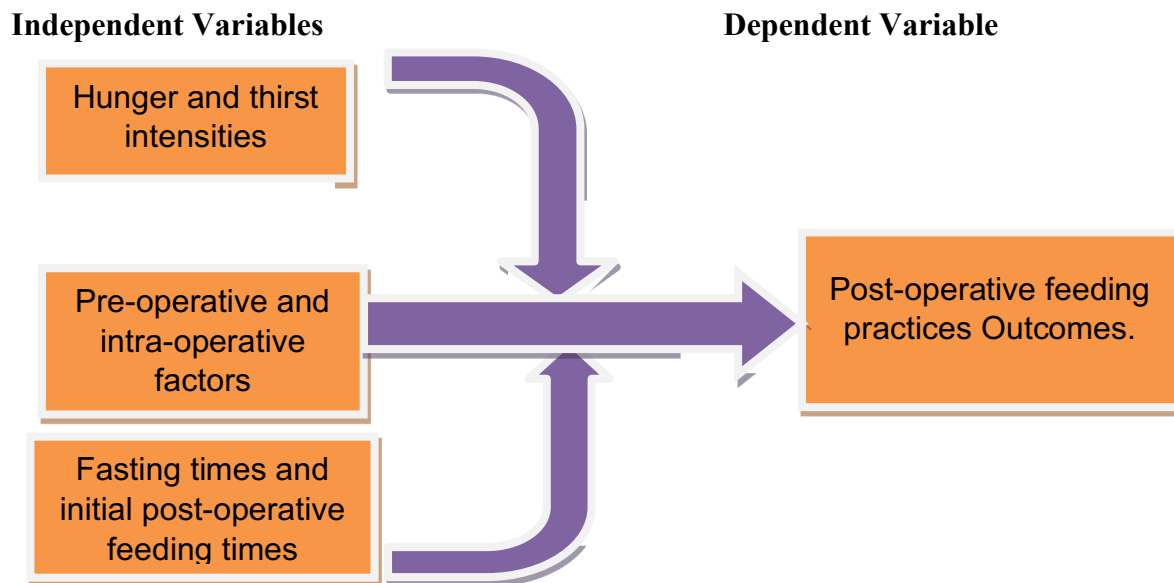 Independent Variables
Dependent Variable
Hunger and thirst
intensities
Pre-operative and
intra-operative
factors
Fasting times and
initial post-operative
feeding times
Post-operative feeding
practices Outcomes.